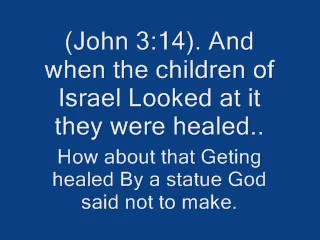 (John 3:14). And
when the children of
Israel Looked at it
they were healed..
How about that Geting
healed By a statue God
said not to make.